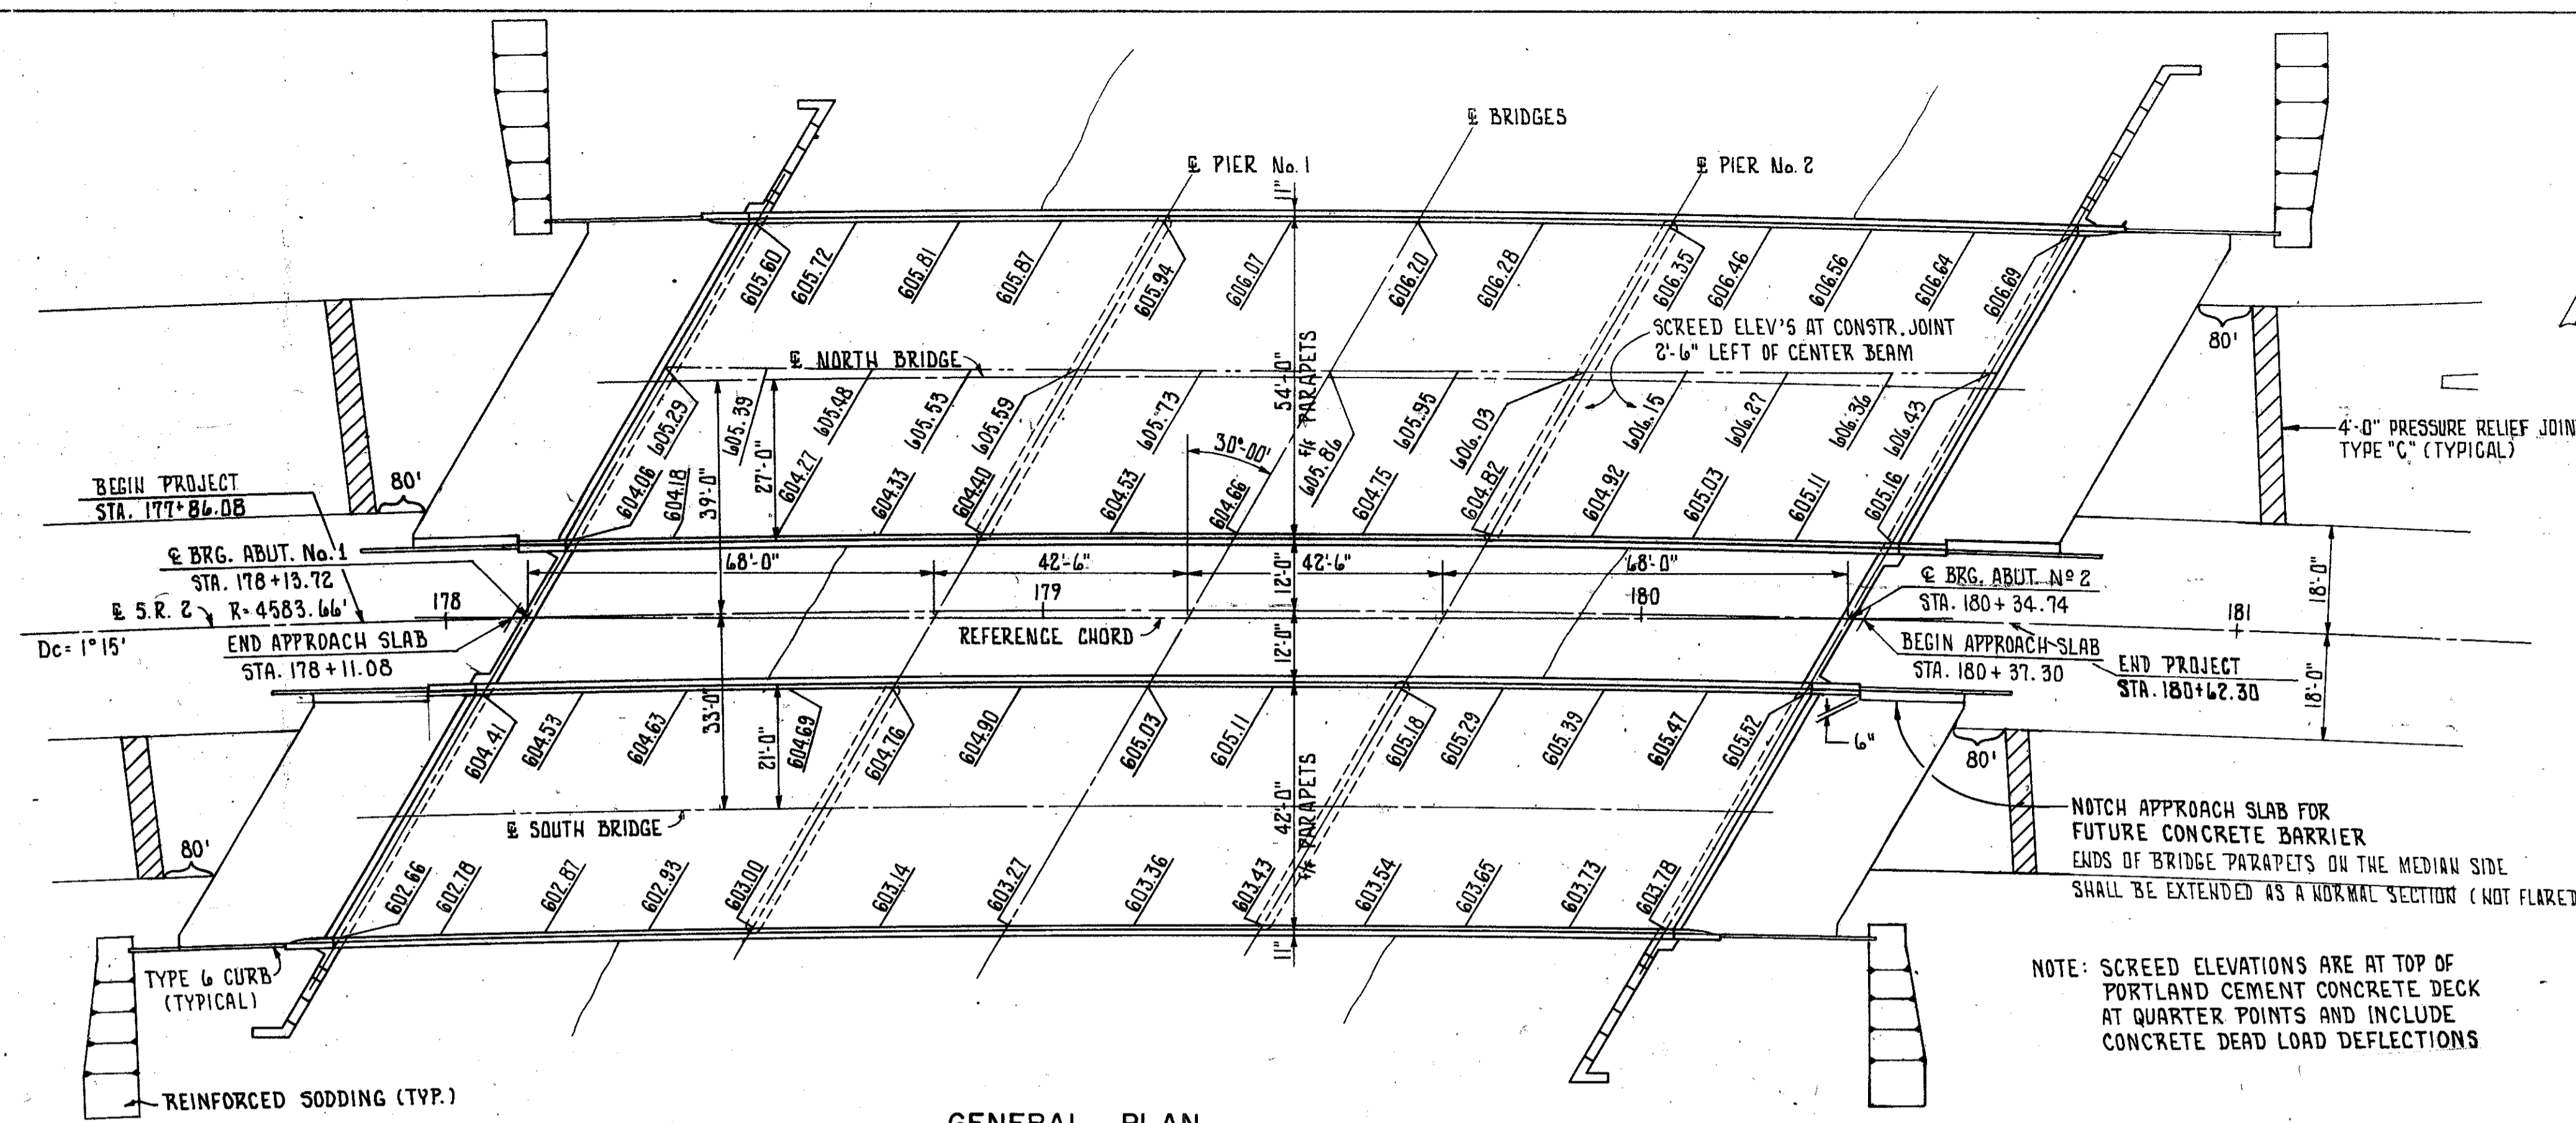 ℄ BRIDGES
℄ PIER No. 1
℄ PIER No. 2
11"
605.60
605.72
605.81
605.87
605.94
606.07
606.20
606.28
606.35
606.46
606.56
606.64
606.69
54'-0"
F/F PARAPETS
SCREED ELEV'S AT CONSTR. JOINT
2'-6" LEFT OF CENTER BEAM
℄ NORTH BRIDGE
605.29
605.39
605.48
605.53
605.59
605.73
605.86
605.95
606.03
606.15
606.27
606.36
606.43
39'-0"
27'-0"
30°-00'
604.06
604.18
604.27
604.33
604.40
604.53
604.66
604.75
604.82
604.92
605.03
605.11
605.16
80'
80'
4'-0" PRESSURE RELIEF JOIN
TYPE "C" (TYPICAL)
BEGIN PROJECT
STA. 177+86.08
℄ BRG. ABUT. No. 1
STA. 178+13.72
℄ S.R. 2
R=4583.66'
Dc= 1°15'
END APPROACH SLAB
STA. 178+11.08
178
68'-0"
42'-6"
42'-6"
68'-0"
12'-0"
179
180
181
REFERENCE CHORD
12'-0"
℄ BRG. ABUT. Nº 2
STA. 180+34.74
BEGIN APPROACH SLAB
STA. 180+37.30
END PROJECT
STA. 180+62.30
18'-0"
18'-0"
33'-0"
21'-0"
604.41
604.53
604.63
604.69
604.76
604.90
605.03
605.11
605.18
605.29
605.39
605.47
605.52
6"
42'-0"
F/F PARAPETS
80'
80'
℄ SOUTH BRIDGE
602.66
602.78
602.87
602.93
603.00
603.14
603.27
603.36
603.43
603.54
603.65
603.73
603.78
11"
NOTCH APPROACH SLAB FOR
FUTURE CONCRETE BARRIER
ENDS OF BRIDGE PARAPETS ON THE MEDIAN SIDE
SHALL BE EXTENDED AS A NORMAL SECTION (NOT FLARED
TYPE 6 CURB
(TYPICAL)
NOTE: SCREED ELEVATIONS ARE AT TOP OF
PORTLAND CEMENT CONCRETE DECK
AT QUARTER POINTS AND INCLUDE
CONCRETE DEAD LOAD DEFLECTIONS
REINFORCED SODDING (TYP.)
GENERAL PLAN